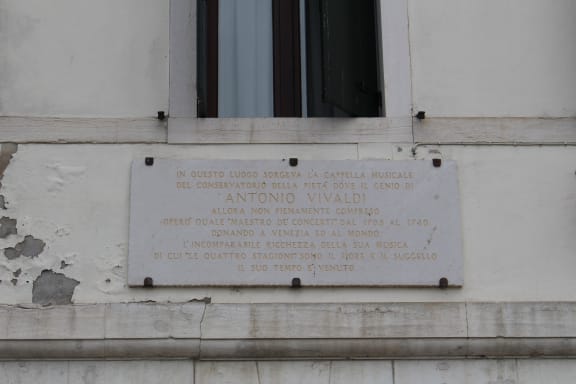 IN QUESTO LUOGO SORGEVA LA CAPPELLA MUSICALE
DEL CONSERVATORIO DELLA PIETÀ DOVE IL GENIO DI
ANTONIO VIVALDI
ALLORA NON PIENAMENTE COMPRESO
OPERÒ QUALE "MAESTRO DE' CONCERTI" DAL 1703 AL 1740
DONANDO A VENEZIA ED AL MONDO
L'INCOMPARABILE RICCHEZZA DELLA SUA MUSICA
DI CUI "LE QUATTRO STAGIONI" SONO IL FIORE E IL SUGGELLO
IL SUO TEMPO È VENUTO